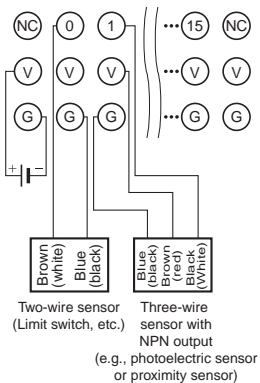 NC 0 1 ••• 15 NC
V V V ••• V V
G G G ••• G G
+ −
Brown
(white)
Blue
(black)
Blue
(black)
Brown
(red)
Black
(White)
Two-wire sensor
(Limit switch, etc.)
Three-wire
sensor with
NPN output
(e.g., photoelectric sensor
or proximity sensor)